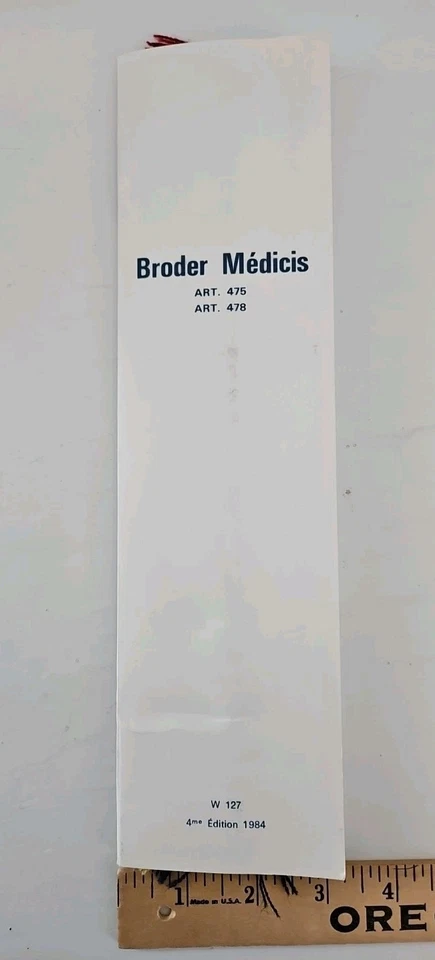 Broder Médicis
ART. 475
ART. 478
W 127
4me Édition 1984
1 Made in U.S.A. 2 3 4
ORE